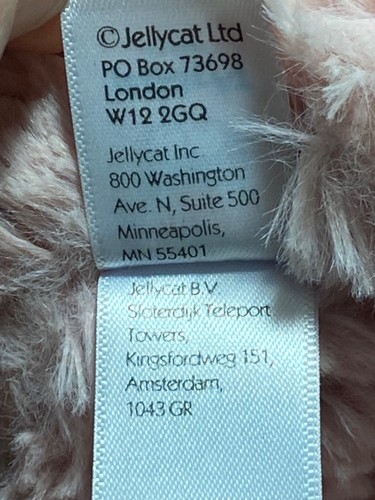 ©Jellycat Ltd
PO Box 73698
London
W12 2GQ
Jellycat Inc
800 Washington
Ave. N, Suite 500
Minneapolis,
MN 55401
Jellycat B.V.
Sloterdijk Teleport
Towers,
Kingsfordweg 151,
Amsterdam,
1043 GR